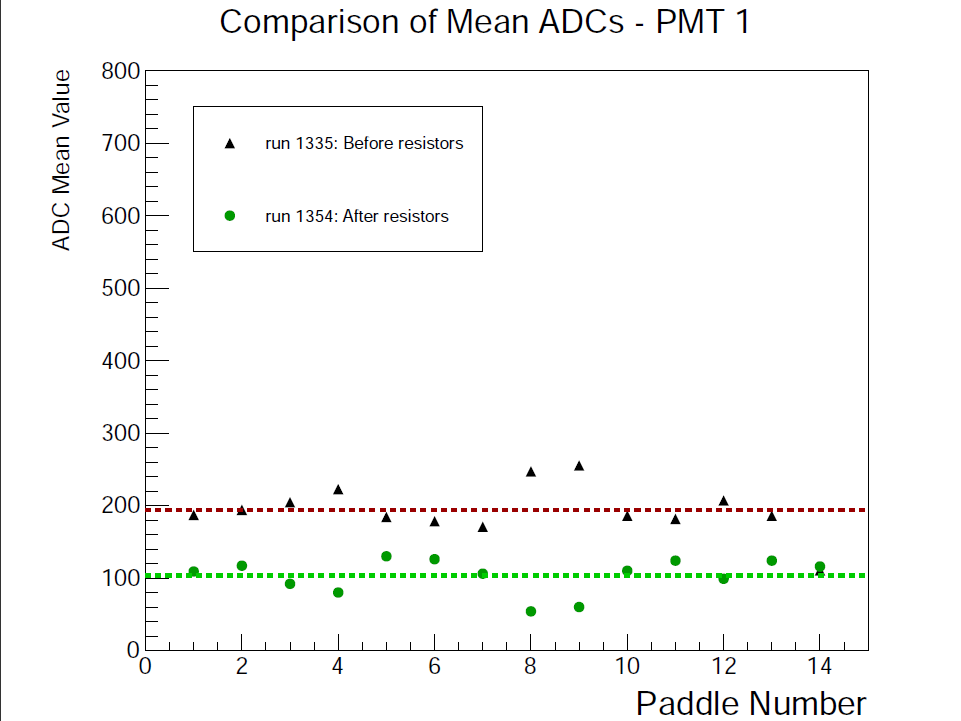 Comparison of Mean ADCs - PMT 1
ADC Mean Value
800
700
600
500
400
300
200
100
0
run 1335: Before resistors
run 1354: After resistors
0 2 4 6 8 10 12 14
Paddle Number